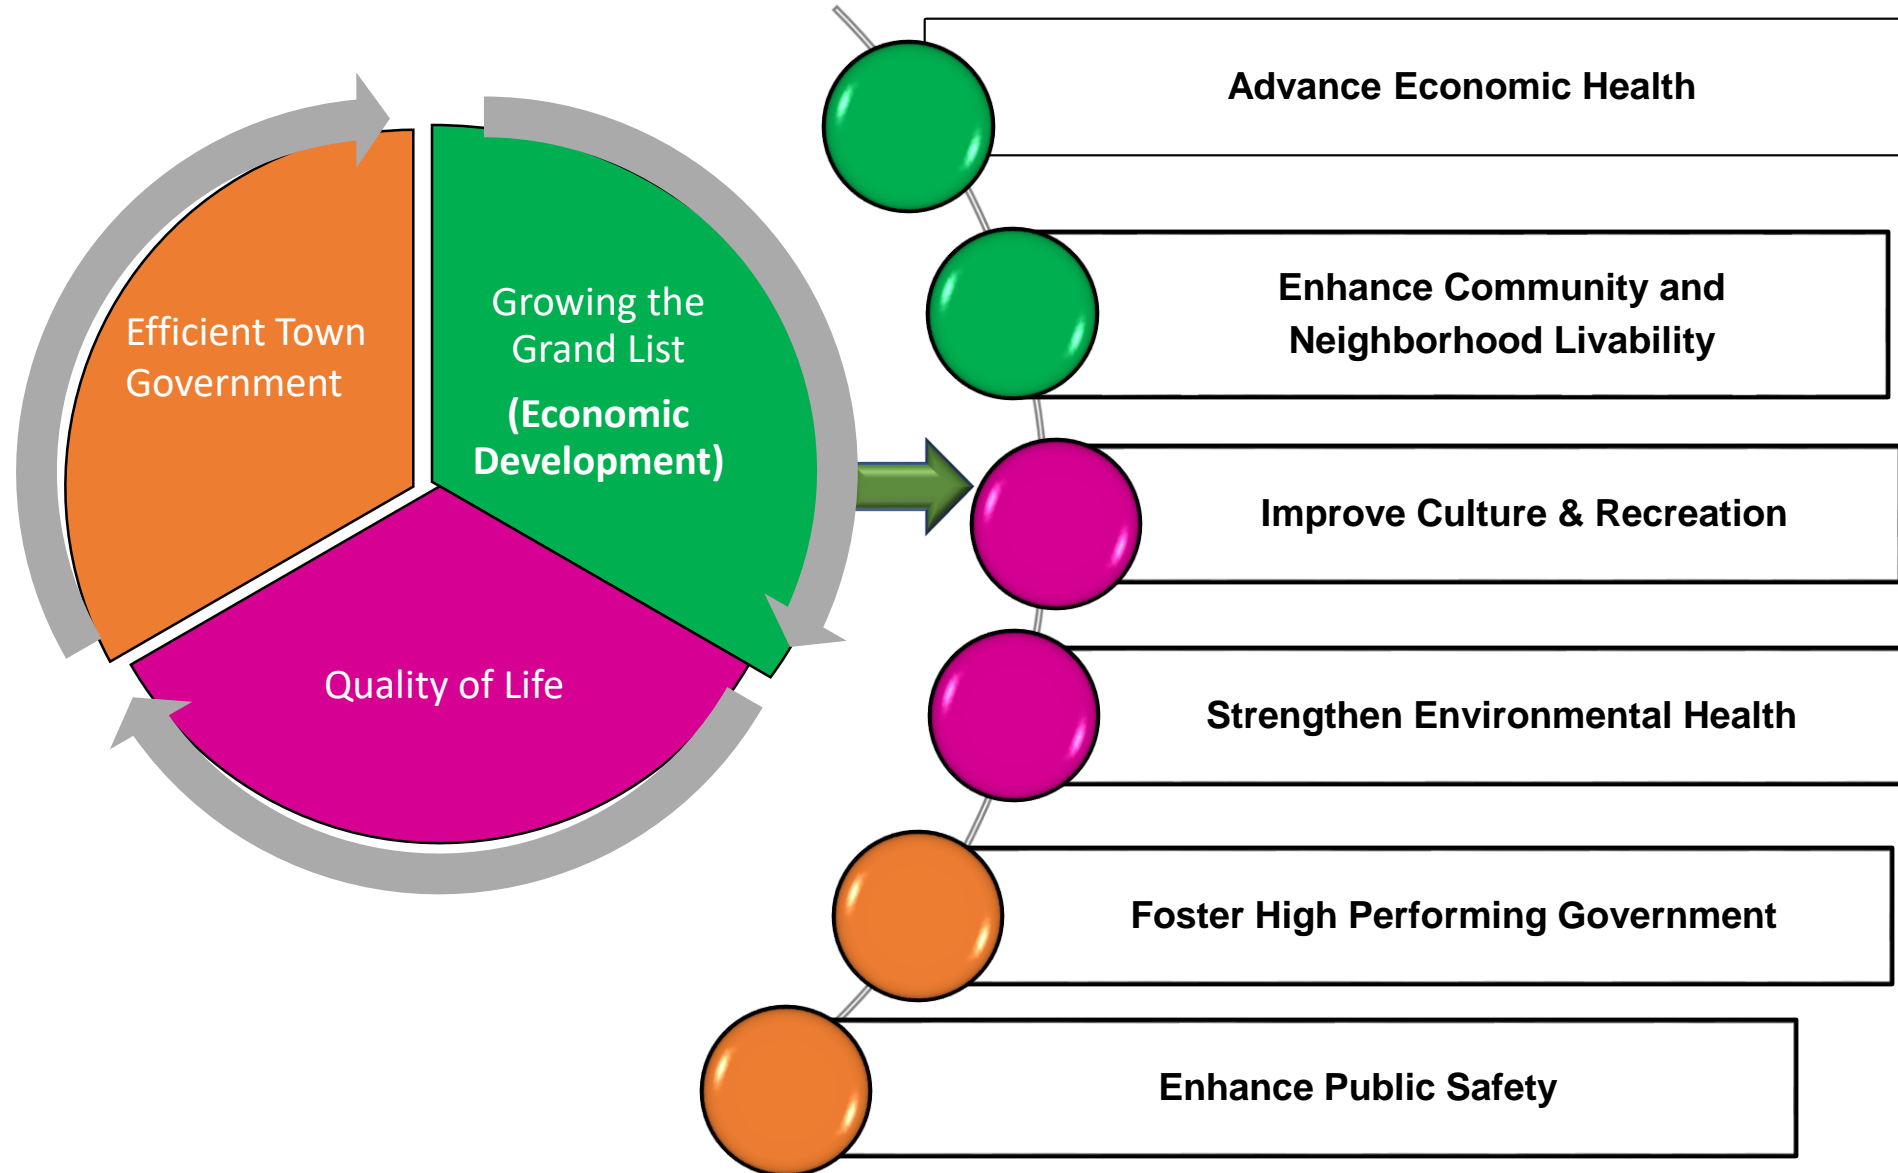 Efficient Town
Government
Growing the
Grand List
(Economic
Development)
Quality of Life
Advance Economic Health
Enhance Community and
Neighborhood Livability
Improve Culture & Recreation
Strengthen Environmental Health
Foster High Performing Government
Enhance Public Safety